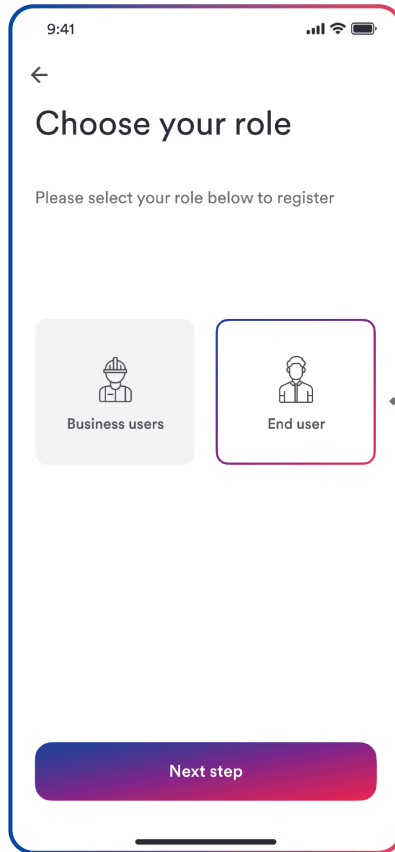 9:41
Choose your role
Please select your role below to register
Business users
End user
Next step